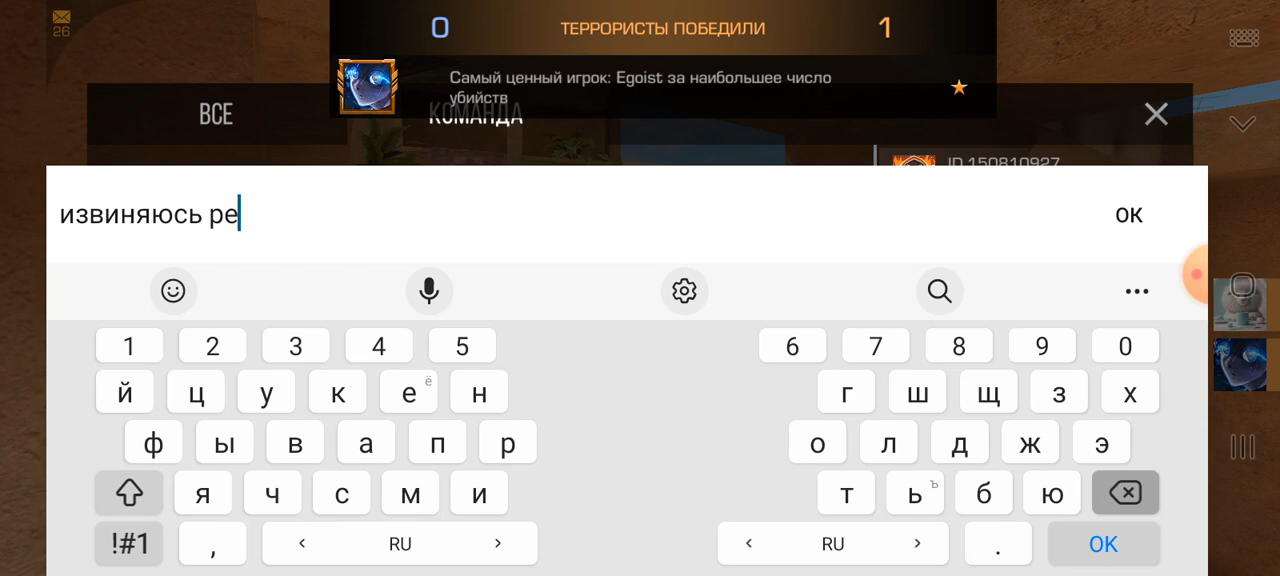 26
0 ТЕРРОРИСТЫ ПОБЕДИЛИ 1
Самый ценный игрок: Egoist за наибольшее число
убийств
ВСЕ КОМАНДА
ID 150810927
извиняюсь ре OK
1 2 3 4 5 6 7 8 9 0
й ц у к е ё н г ш щ з х
ф ы в а п р о л д ж э
я ч с м и т ь ъ б ю
!#1 , < RU > < RU > . OK